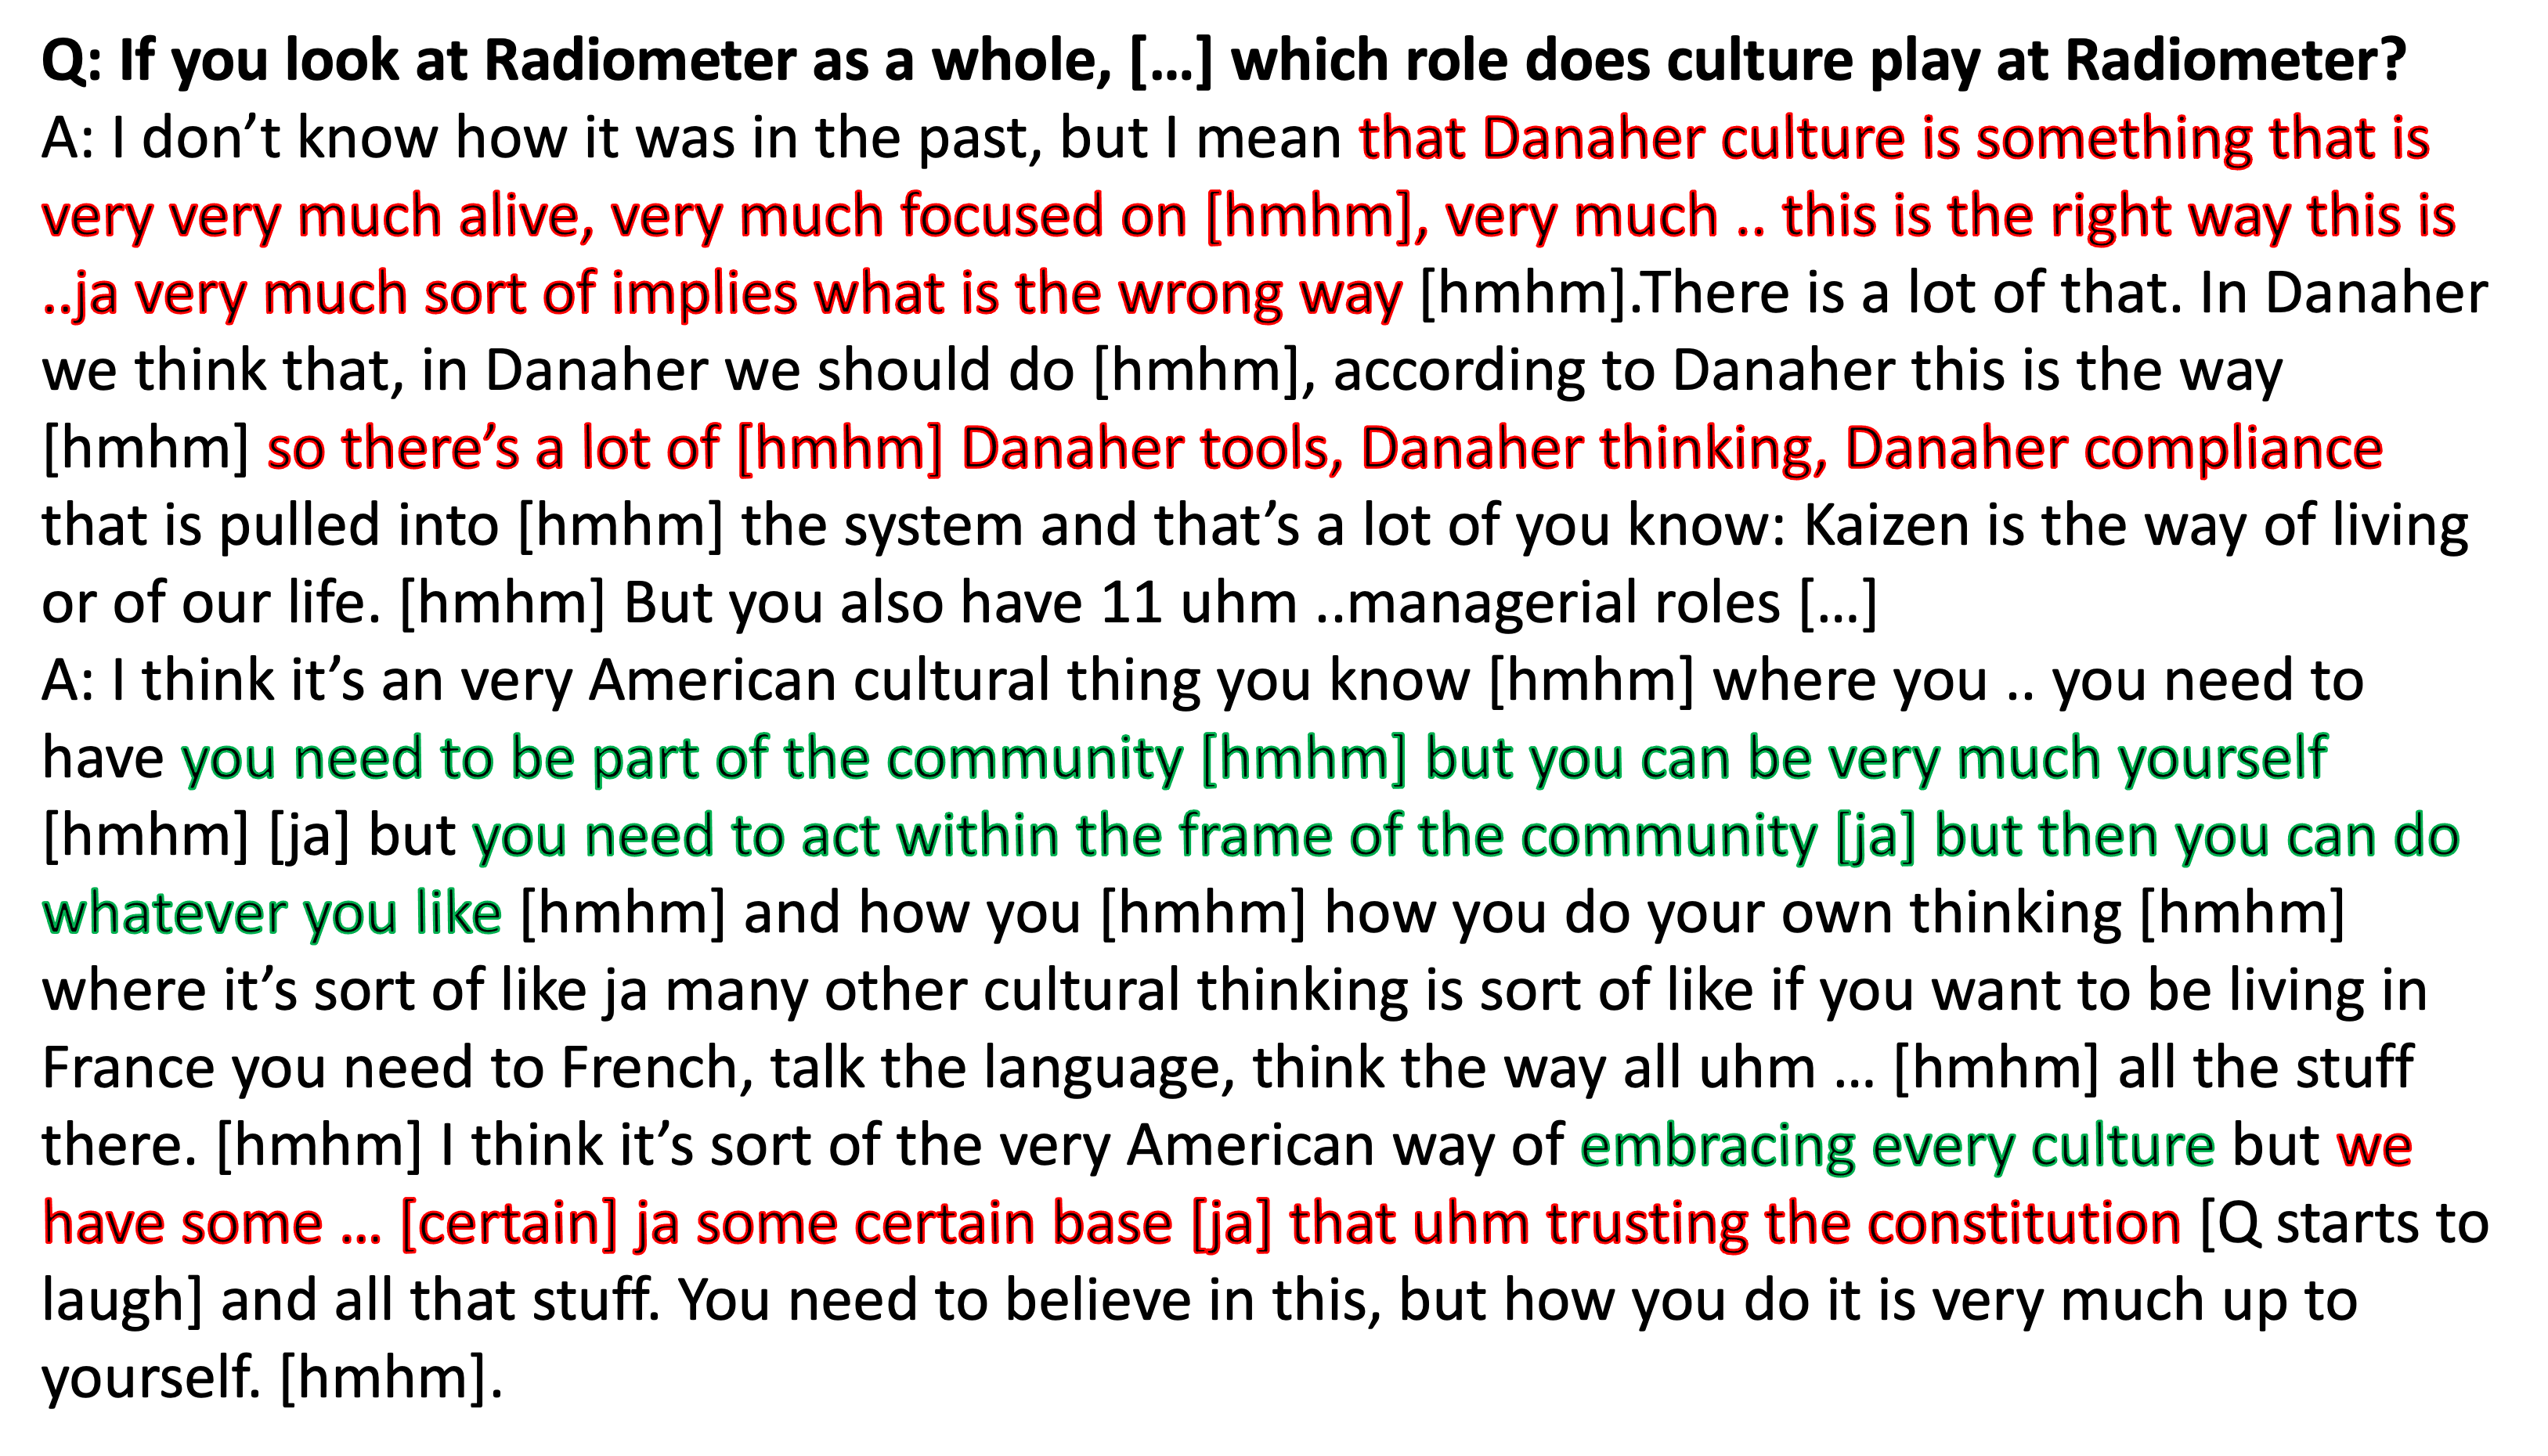 Q: If you look at Radiometer as a whole, [...] which role does culture play at Radiometer?
A: I don’t know how it was in the past, but I mean that Danaher culture is something that is
very very much alive, very much focused on [hmhm], very much .. this is the right way this is
..ja very much sort of implies what is the wrong way [hmhm].There is a lot of that. In Danaher
we think that, in Danaher we should do [hmhm], according to Danaher this is the way
[hmhm] so there’s a lot of [hmhm] Danaher tools, Danaher thinking, Danaher compliance
that is pulled into [hmhm] the system and that’s a lot of you know: Kaizen is the way of living
or of our life. [hmhm] But you also have 11 uhm ..managerial roles [...]
A: I think it’s an very American cultural thing you know [hmhm] where you .. you need to
have you need to be part of the community [hmhm] but you can be very much yourself
[hmhm] [ja] but you need to act within the frame of the community [ja] but then you can do
whatever you like [hmhm] and how you [hmhm] how you do your own thinking [hmhm]
where it’s sort of like ja many other cultural thinking is sort of like if you want to be living in
France you need to French, talk the language, think the way all uhm ... [hmhm] all the stuff
there. [hmhm] I think it’s sort of the very American way of embracing every culture but we
have some ... [certain] ja some certain base [ja] that uhm trusting the constitution [Q starts to
laugh] and all that stuff. You need to believe in this, but how you do it is very much up to
yourself. [hmhm].